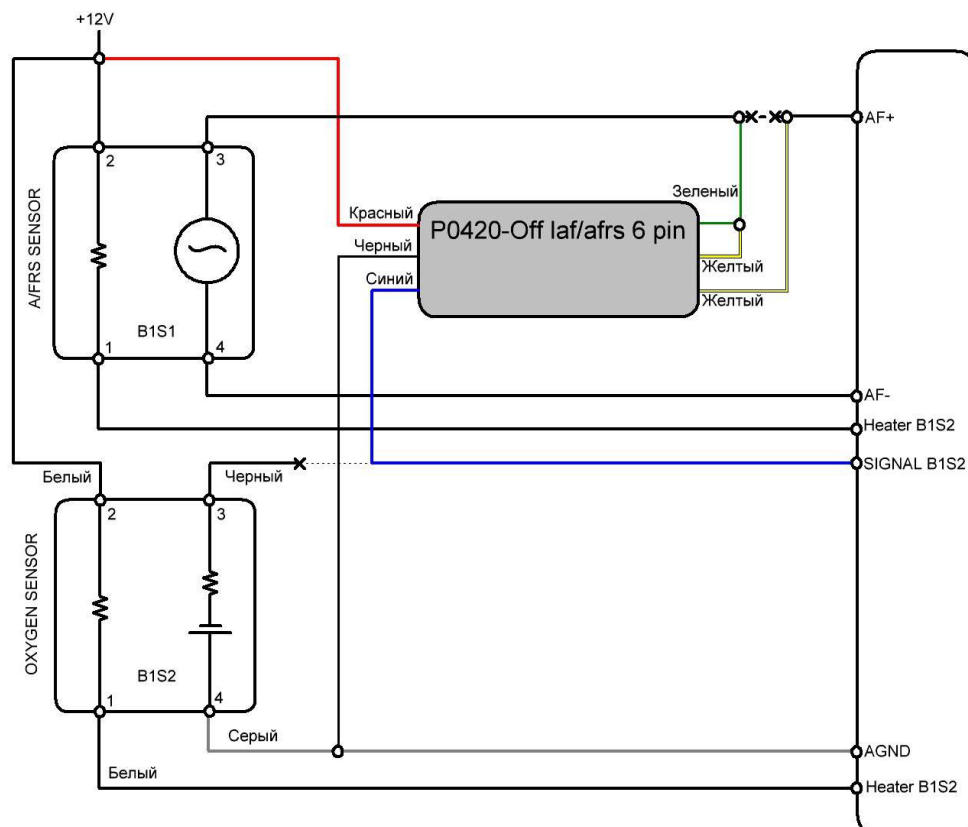 +12V
AF+
2
3
A/FRS SENSOR
Зеленый
Красный
P0420-Off laf/afrs 6 pin
Черный
Желтый
Синий
Желтый
B1S1
1
4
AF-
Heater B1S2
Белый
Черный
SIGNAL B1S2
2
3
OXYGEN SENSOR
B1S2
1
4
Серый
AGND
Белый
Heater B1S2